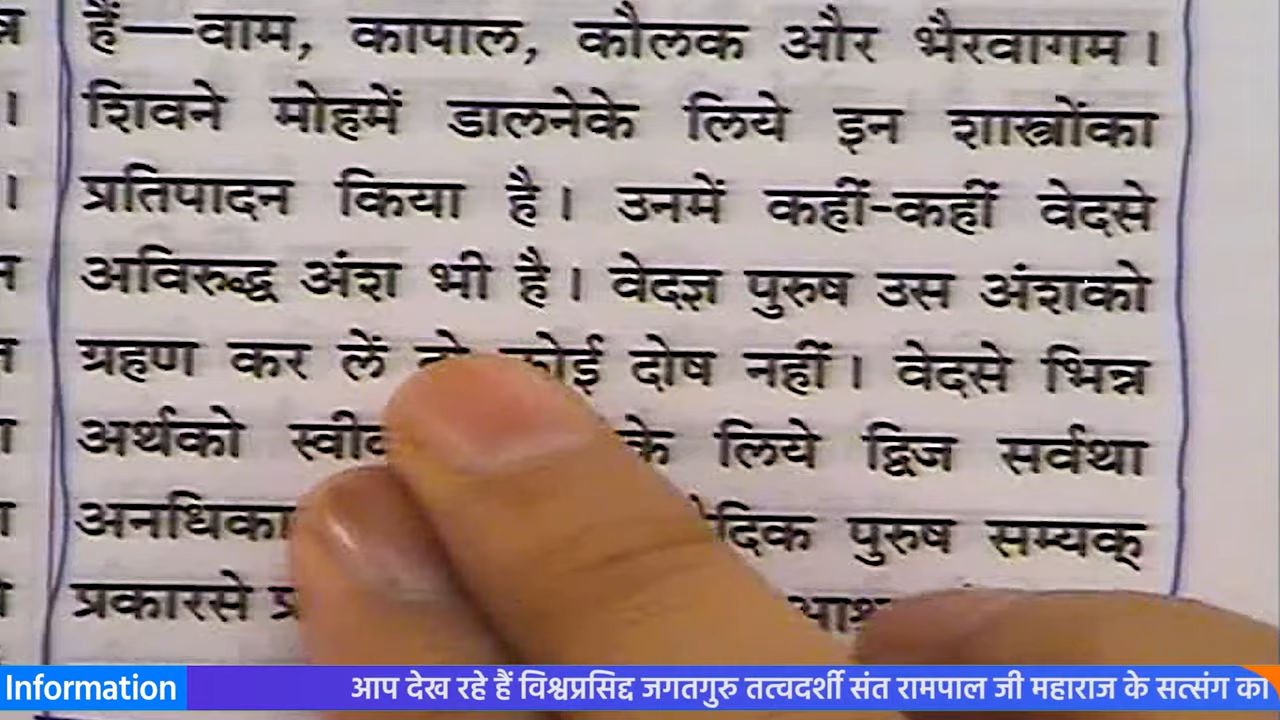 हैं—वाम, कापाल, कौलक और भैरवागम।
शिवने मोहमें डालनेके लिये इन शास्त्रोंका
प्रतिपादन किया है। उनमें कहीं-कहीं वेदसे
अविरुद्ध अंश भी है। वेदज्ञ पुरुष उस अंशको
ग्रहण कर लें कोई दोष नहीं। वेदसे भिन्न
अर्थको के लिये द्विज सर्वथा
पुरुष सम्यक्
प्रकारसे
Information
आप देख रहे हैं विश्वप्रसिद्द जगतगुरु तत्वदर्शी संत रामपाल जी महाराज के सत्संग का